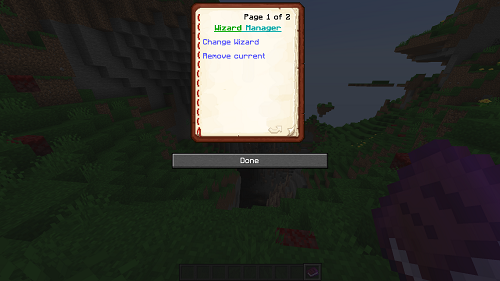 Page 1 of 2
Wizard Manager
Change Wizard
Remove current
Done